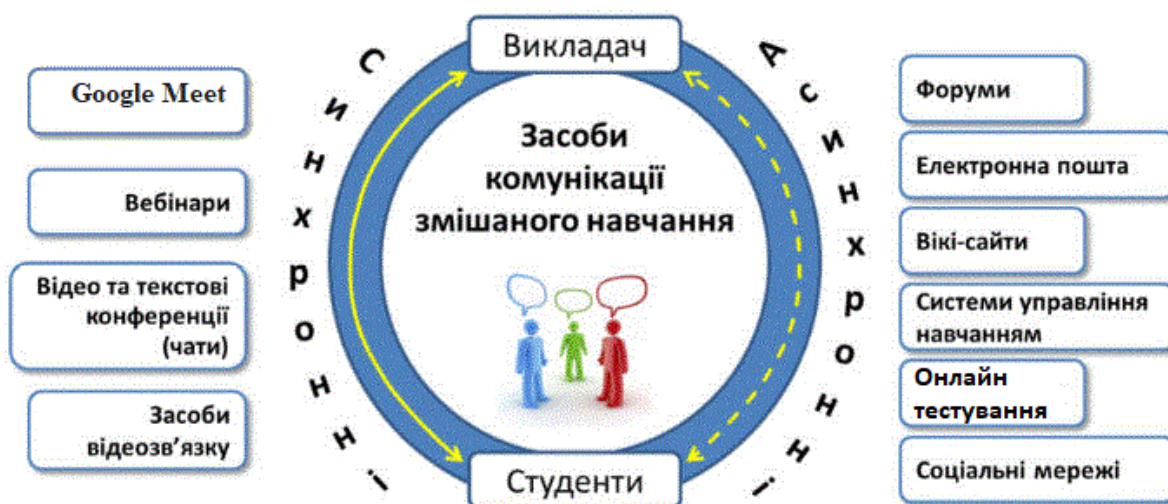 Викладач
Синхронні
Асинхронні
Google Meet
Вебінари
Відео та текстові
конференції
(чати)
Засоби
відеозв’язку
Засоби
комунікації
змішаного навчання
Форуми
Електронна пошта
Вікі-сайти
Системи управління
навчанням
Онлайн
тестування
Соціальні мережі
Студенти